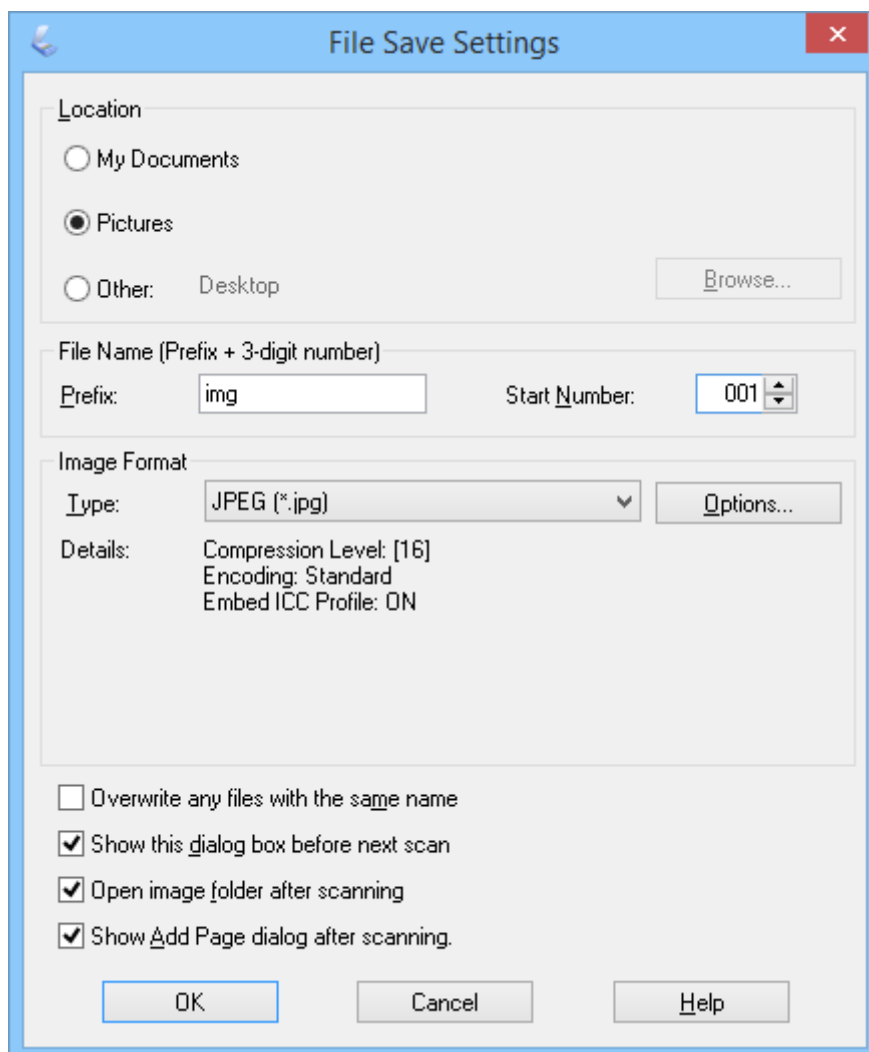 File Save Settings
Location
My Documents
Pictures
Other: Desktop Browse...
File Name (Prefix + 3-digit number)
Prefix: img Start Number: 001
Image Format
Type: JPEG (*.jpg) Options...
Details: Compression Level: [16]
Encoding: Standard
Embed ICC Profile: ON
Overwrite any files with the same name
Show this dialog box before next scan
Open image folder after scanning
Show Add Page dialog after scanning.
OK Cancel Help